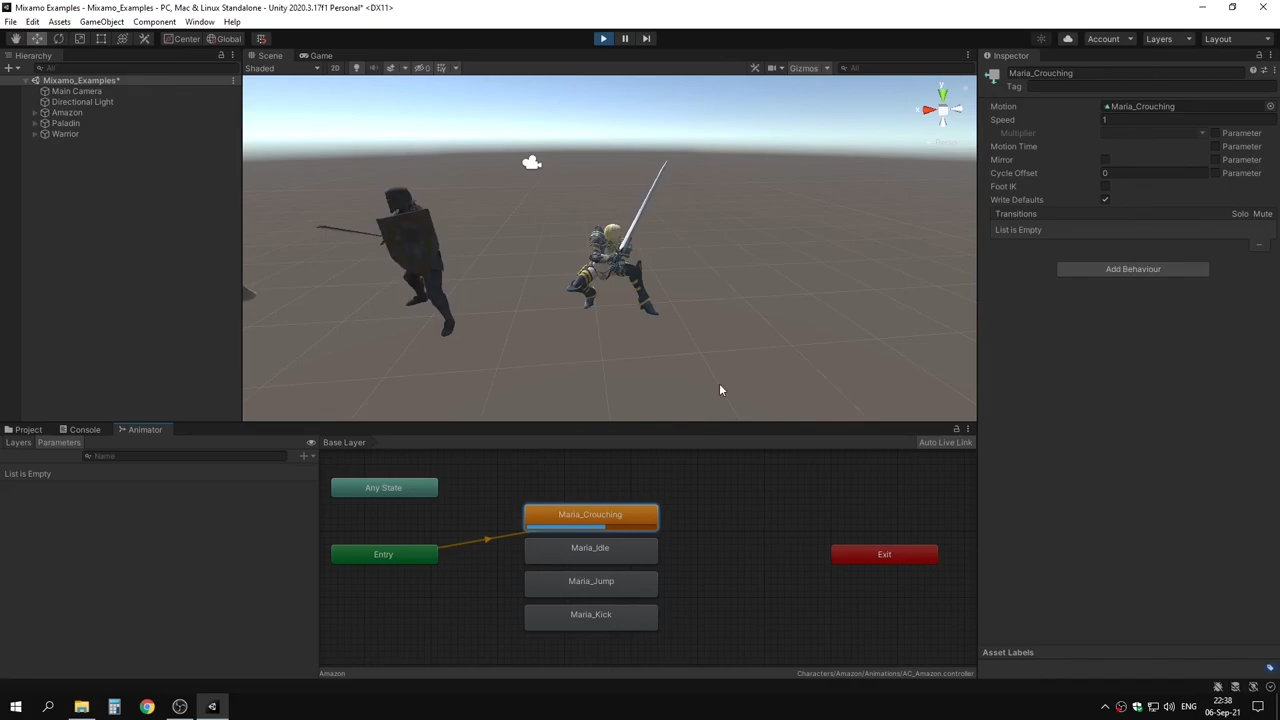 Mixamo Examples - Mixamo_Examples - PC, Mac & Linux Standalone - Unity 2020.3.17f1 Personal* <DX11>
File Edit Assets GameObject Component Window Help
Center Global Account Layers Layout
Hierarchy Scene Game Inspector
All Shaded 2D 0 Gizmos All
Mixamo_Examples*
Main Camera
Directional Light
Amazon
Paladin
Warrior
y
x
Maria_Crouching
Tag
Motion Maria_Crouching
Speed 1
Multiplier Parameter
Motion Time Parameter
Mirror Parameter
Cycle Offset 0 Parameter
Foot IK
Write Defaults
Transitions Solo Mute
List is Empty
Add Behaviour
Project Console Animator
Layers Parameters Base Layer Auto Live Link
Name
List is Empty
Any State
Maria_Crouching
Entry
Maria_Idle
Exit
Maria_Jump
Maria_Kick
Asset Labels
Amazon Characters/Amazon/Animations/AC_Amazon.controller
ENG
22:38
06-Sep-21